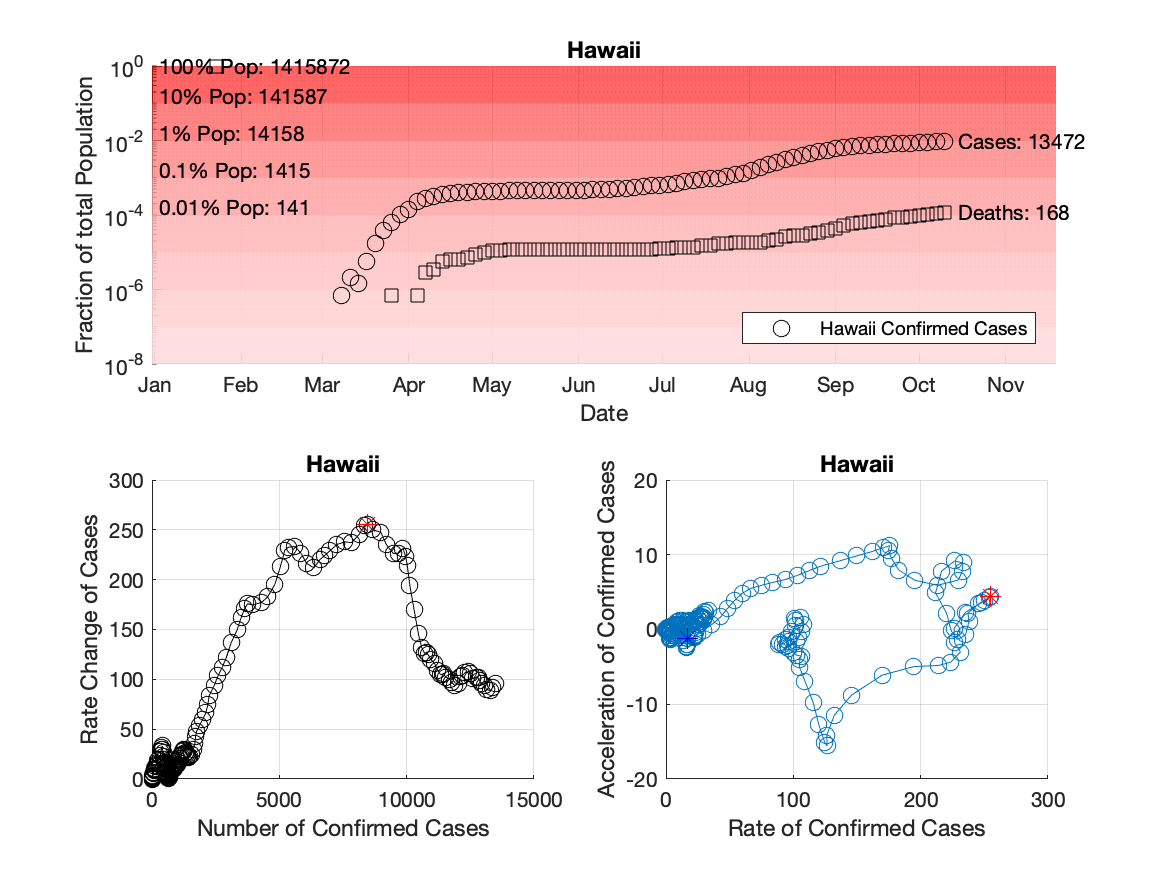 Hawaii
10^0
10^-2
10^-4
10^-6
10^-8
Fraction of total Population
100% Pop: 1415872
10% Pop: 141587
1% Pop: 14158
0.1% Pop: 1415
0.01% Pop: 141
Cases: 13472
Deaths: 168
Hawaii Confirmed Cases
Jan Feb Mar Apr May Jun Jul Aug Sep Oct Nov
Date
Hawaii
300
250
200
150
100
50
0
Rate Change of Cases
0 5000 10000 15000
Number of Confirmed Cases
Hawaii
20
10
0
-10
-20
Acceleration of Confirmed Cases
0 100 200 300
Rate of Confirmed Cases